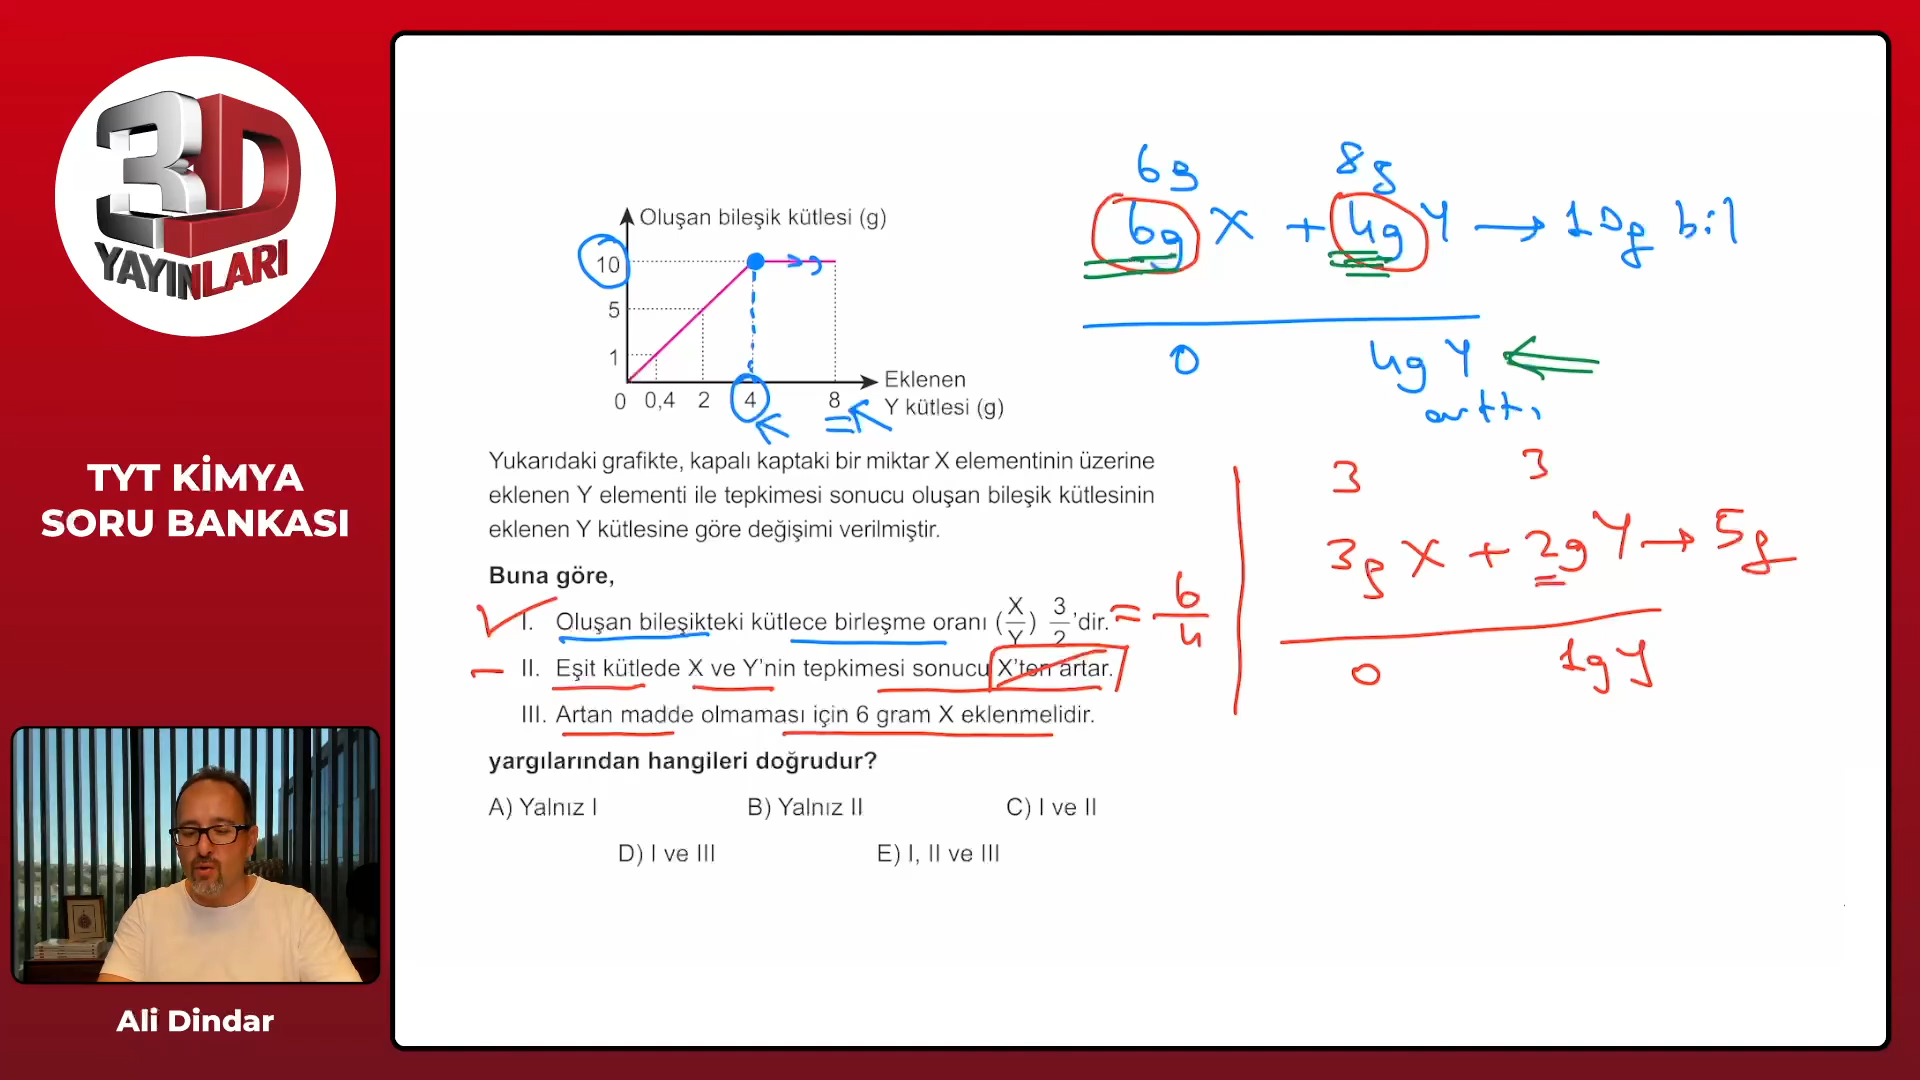 3D
YAYINLARI
TYT KİMYA
SORU BANKASI
Ali Dindar
Oluşan bileşik kütlesi (g)
10
5
1
0 0,4 2 4 8
Eklenen
Y kütlesi (g)
Yukarıdaki grafikte, kapalı kaptaki bir miktar X elementinin üzerine
eklenen Y elementi ile tepkimesi sonucu oluşan bileşik kütlesinin
eklenen Y kütlesine göre değişimi verilmiştir.
Buna göre,
I. Oluşan bileşikteki kütlece birleşme oranı (X/Y) 3/2'dir. = 6/4
II. Eşit kütlede X ve Y'nin tepkimesi sonucu X'ten artar.
III. Artan madde olmaması için 6 gram X eklenmelidir.
yargılarından hangileri doğrudur?
A) Yalnız I B) Yalnız II C) I ve II
D) I ve III E) I, II ve III
6g 8g
6g X + 4g Y → 10g bil
0 4g Y
arttı
3 3
3g X + 2g Y → 5g
0 1g Y